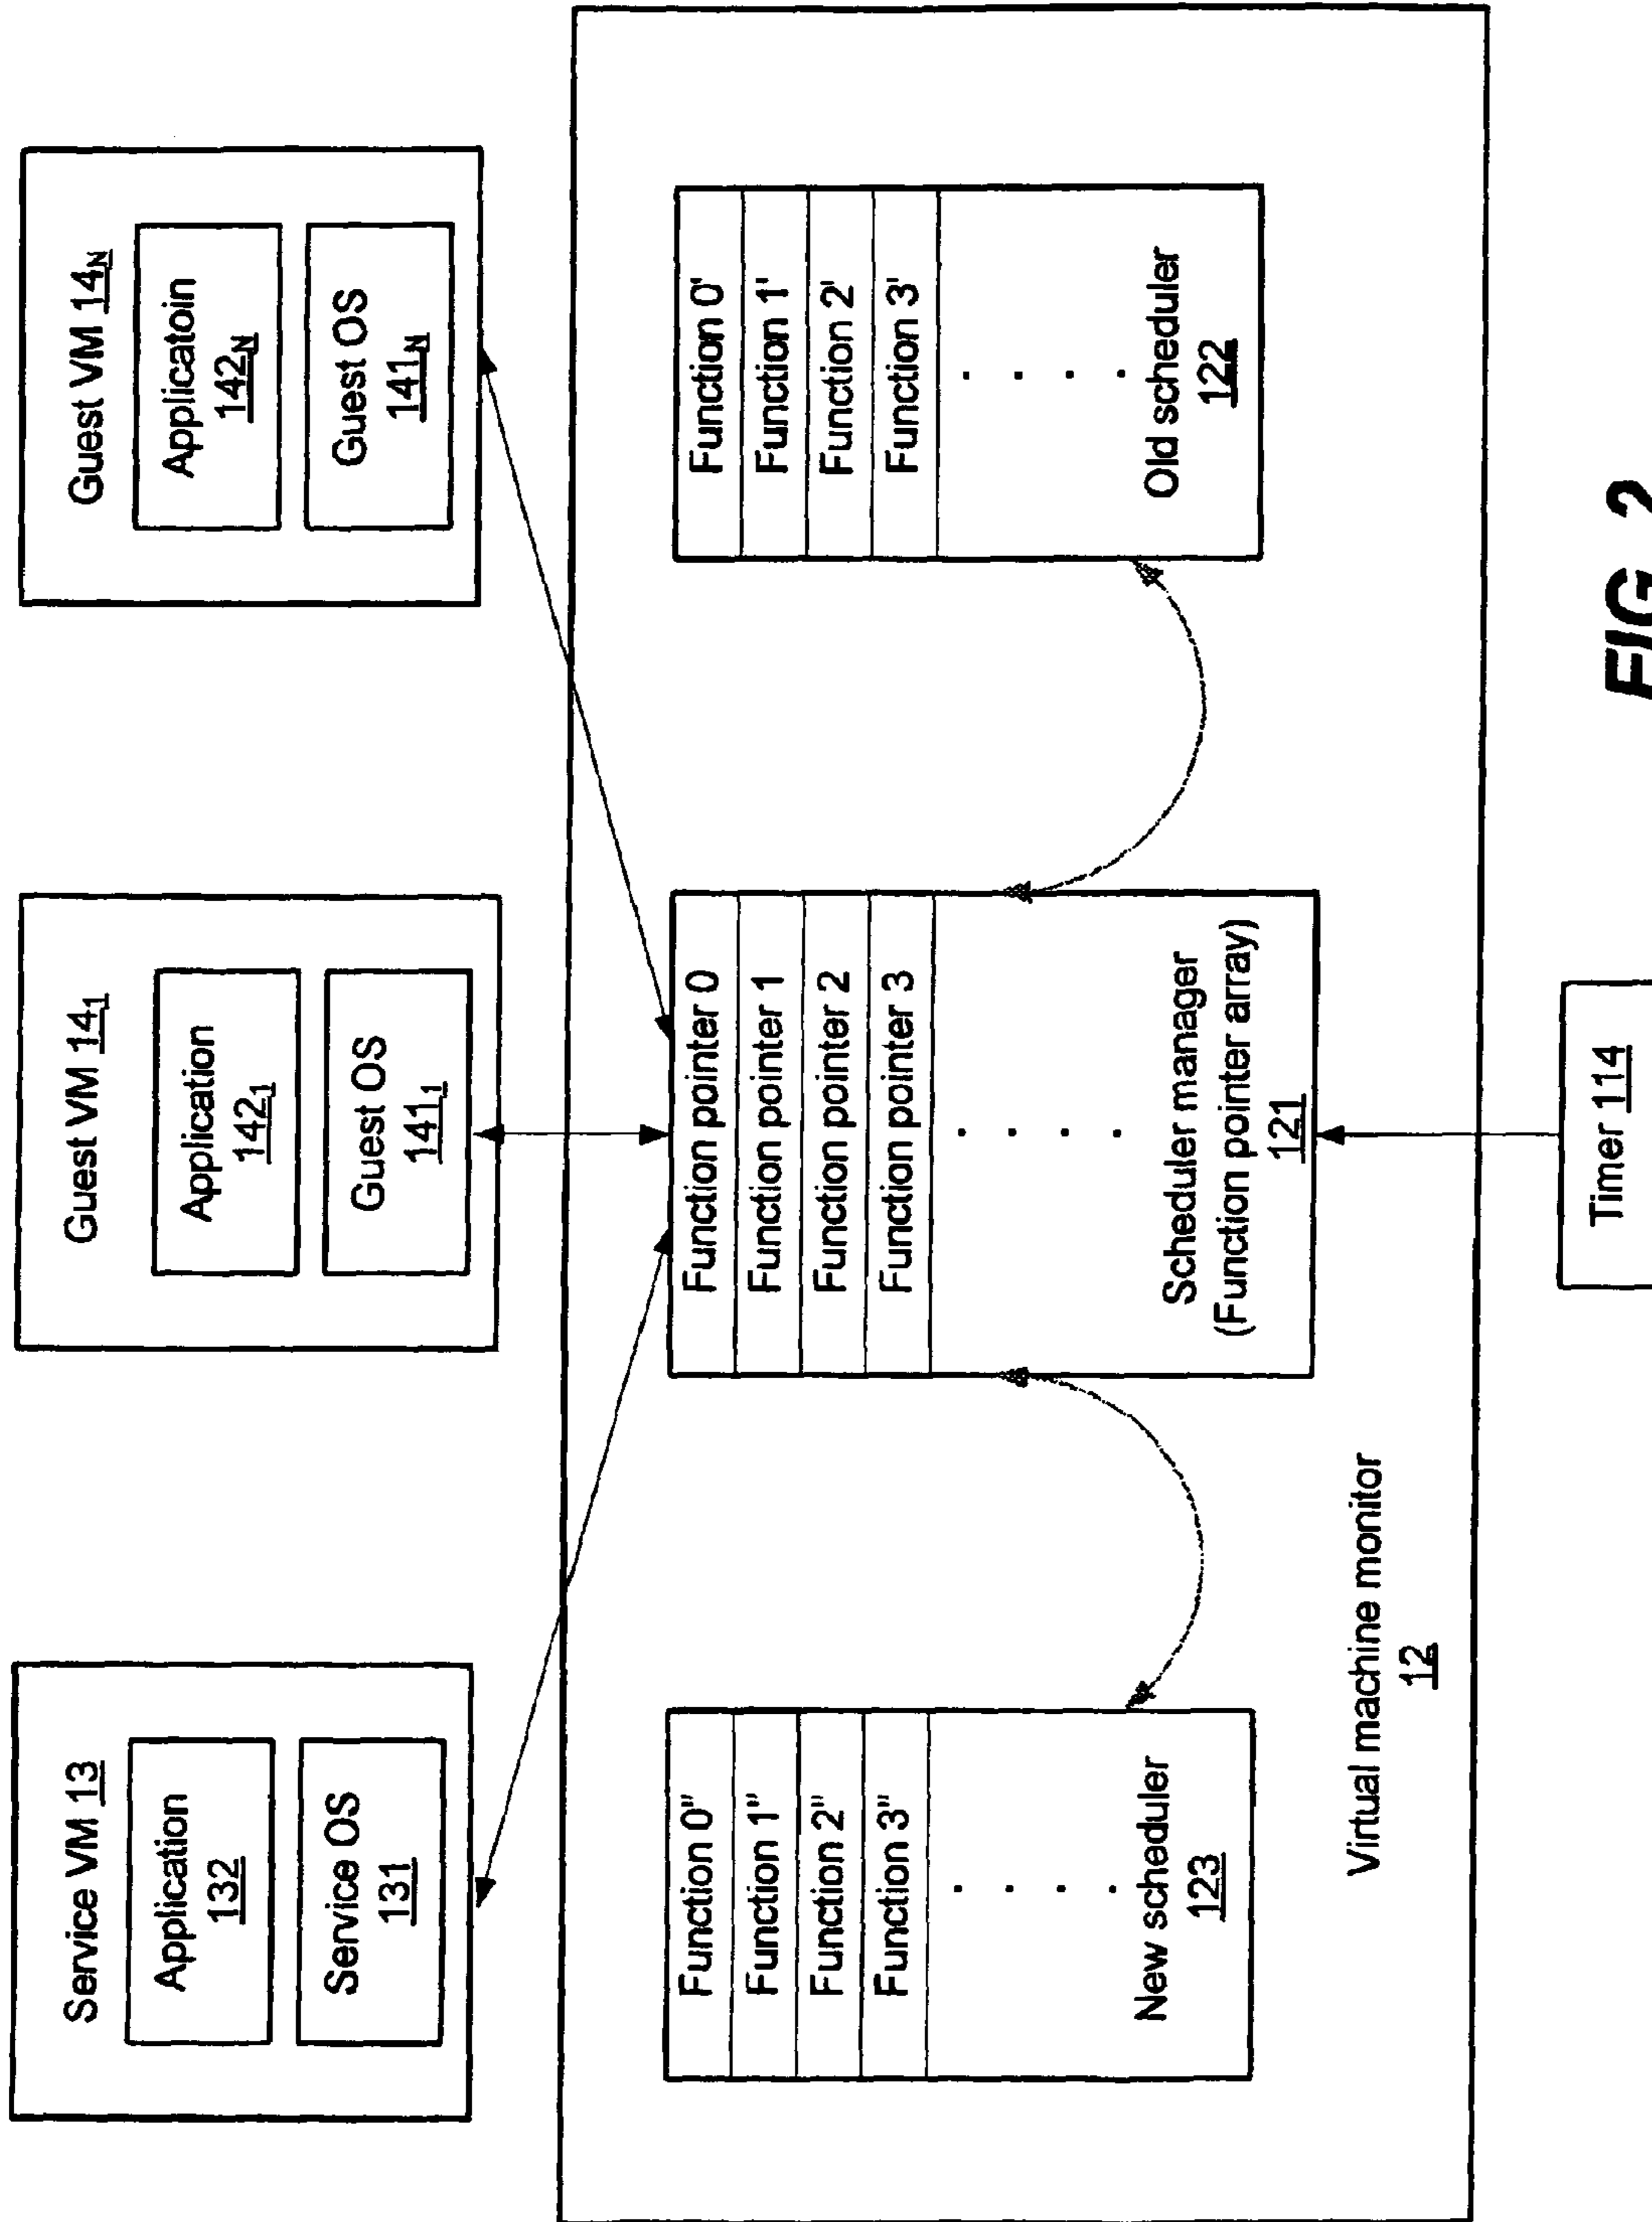 Service VM 13
Application
132
Service OS
131
Guest VM 14₁
Application
142₁
Guest OS
141₁
Guest VM 14N
Applicatoin
142N
Guest OS
141N
Function 0"
Function 1"
Function 2"
Function 3"
. . . .
New scheduler
123
Function pointer 0
Function pointer 1
Function pointer 2
Function pointer 3
. . . .
Scheduler manager
(Function pointer array)
121
Function 0'
Function 1'
Function 2'
Function 3'
. . . .
Old scheduler
122
Virtual machine monitor
12
Timer 114
FIG. 2